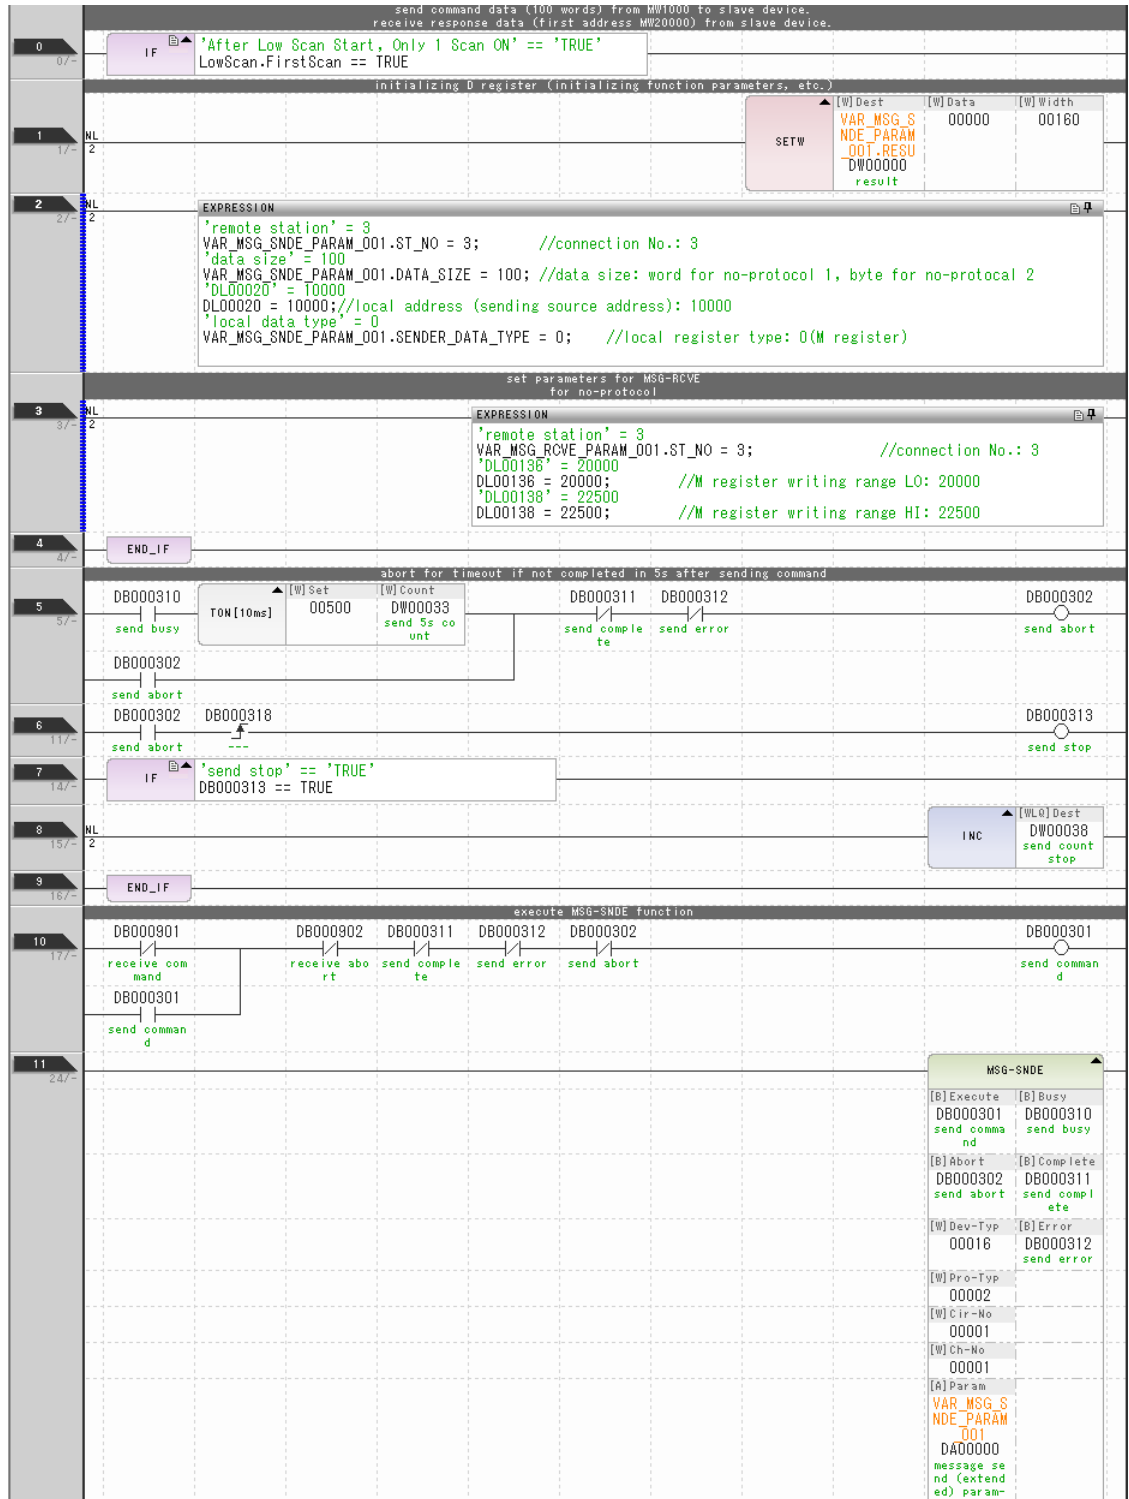 send command data (100 words) from MW1000 to slave device.
receive response data (first address MW20000) from slave device.
0
0/-
IF
'After Low Scan Start, Only 1 Scan ON' == 'TRUE'
LowScan.FirstScan == TRUE
initializing D register (initializing function parameters, etc.)
1
1/-
NL
2
SETW
[W]Dest [W]Data [W]Width
VAR_MSG_S 00000 00160
NDE_PARAM
_001.RESU
DW00000
result
2
2/-
NL
2
EXPRESSION
'remote station' = 3
VAR_MSG_SNDE_PARAM_001.ST_NO = 3; //connection No.: 3
'data size' = 100
VAR_MSG_SNDE_PARAM_001.DATA_SIZE = 100; //data size: word for no-protocol 1, byte for no-protocal 2
'DL00020' = 10000
DL00020 = 10000;//local address (sending source address): 10000
'local data type' = 0
VAR_MSG_SNDE_PARAM_001.SENDER_DATA_TYPE = 0; //local register type: 0(M register)
set parameters for MSG-RCVE
for no-protocol
3
3/-
NL
2
EXPRESSION
'remote station' = 3
VAR_MSG_RCVE_PARAM_001.ST_NO = 3; //connection No.: 3
'DL00136' = 20000
DL00136 = 20000; //M register writing range LO: 20000
'DL00138' = 22500
DL00138 = 22500; //M register writing range HI: 22500
4
4/-
END_IF
abort for timeout if not completed in 5s after sending command
5
5/-
DB000310
send busy
TON[10ms]
[W]Set [W]Count
00500 DW00033
send 5s co
unt
DB000311 DB000312 DB000302
send comple send error send abort
te
DB000302
send abort
6
11/-
DB000302 DB000318 DB000313
send abort --- send stop
7
14/-
IF
'send stop' == 'TRUE'
DB000313 == TRUE
8
15/-
NL
2
INC
[WLQ]Dest
DW00038
send count
stop
9
16/-
END_IF
execute MSG-SNDE function
10
17/-
DB000901 DB000902 DB000311 DB000312 DB000302 DB000301
receive com receive abo send comple send error send abort send comman
mand rt te d
DB000301
send comman
d
11
24/-
MSG-SNDE
[B]Execute [B]Busy
DB000301 DB000310
send comma send busy
nd
[B]Abort [B]Complete
DB000302 DB000311
send abort send compl
ete
[W]Dev-Typ [B]Error
00016 DB000312
send error
[W]Pro-Typ
00002
[W]Cir-No
00001
[W]Ch-No
00001
[A]Param
VAR_MSG_S
NDE_PARAM
_001
DA00000
message se
nd (extend
ed) param-